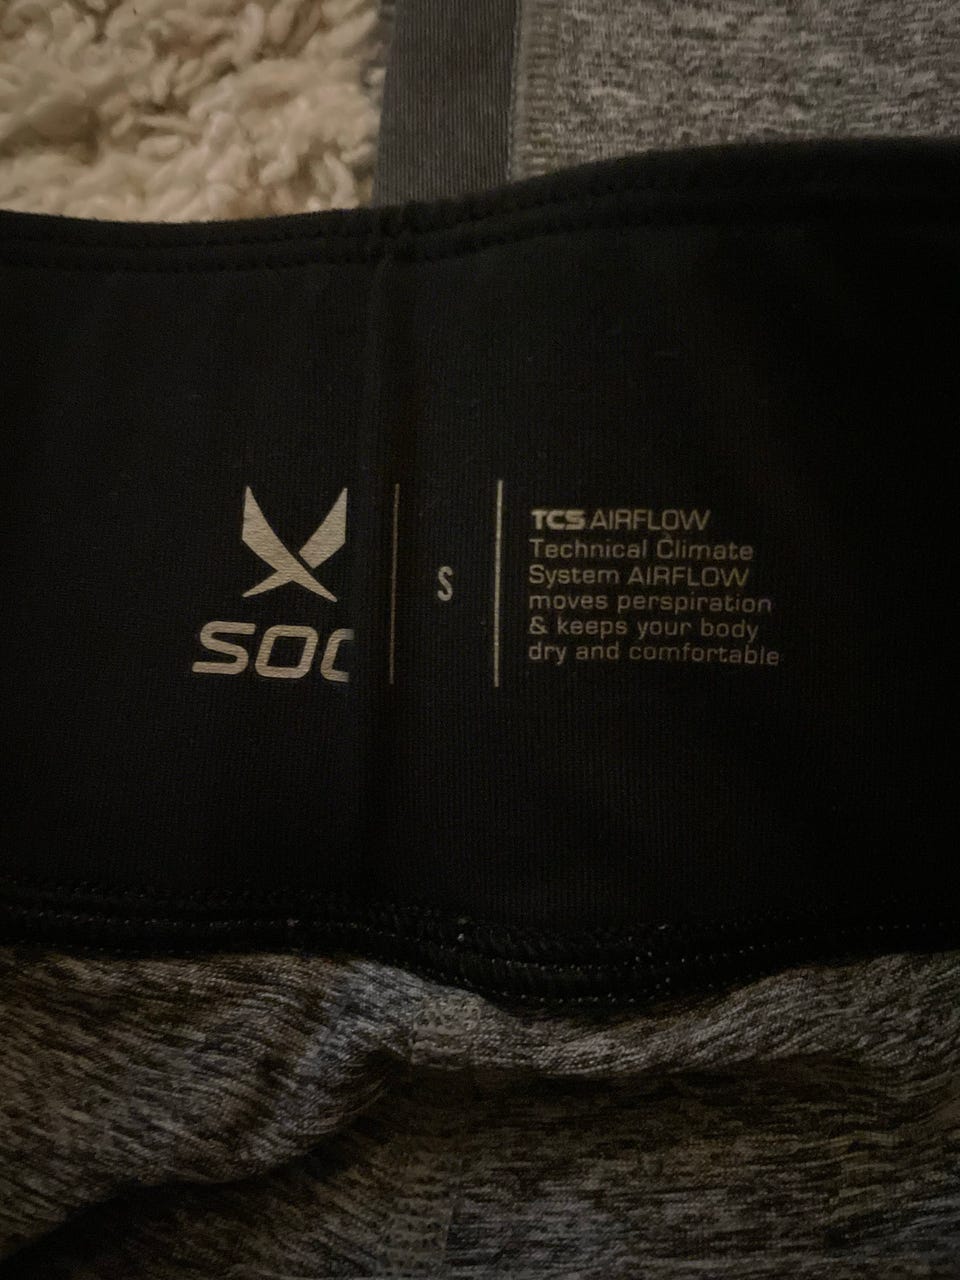 SOC
S
TCS AIRFLOW
Technical Climate
System AIRFLOW
moves perspiration
& keeps your body
dry and comfortable